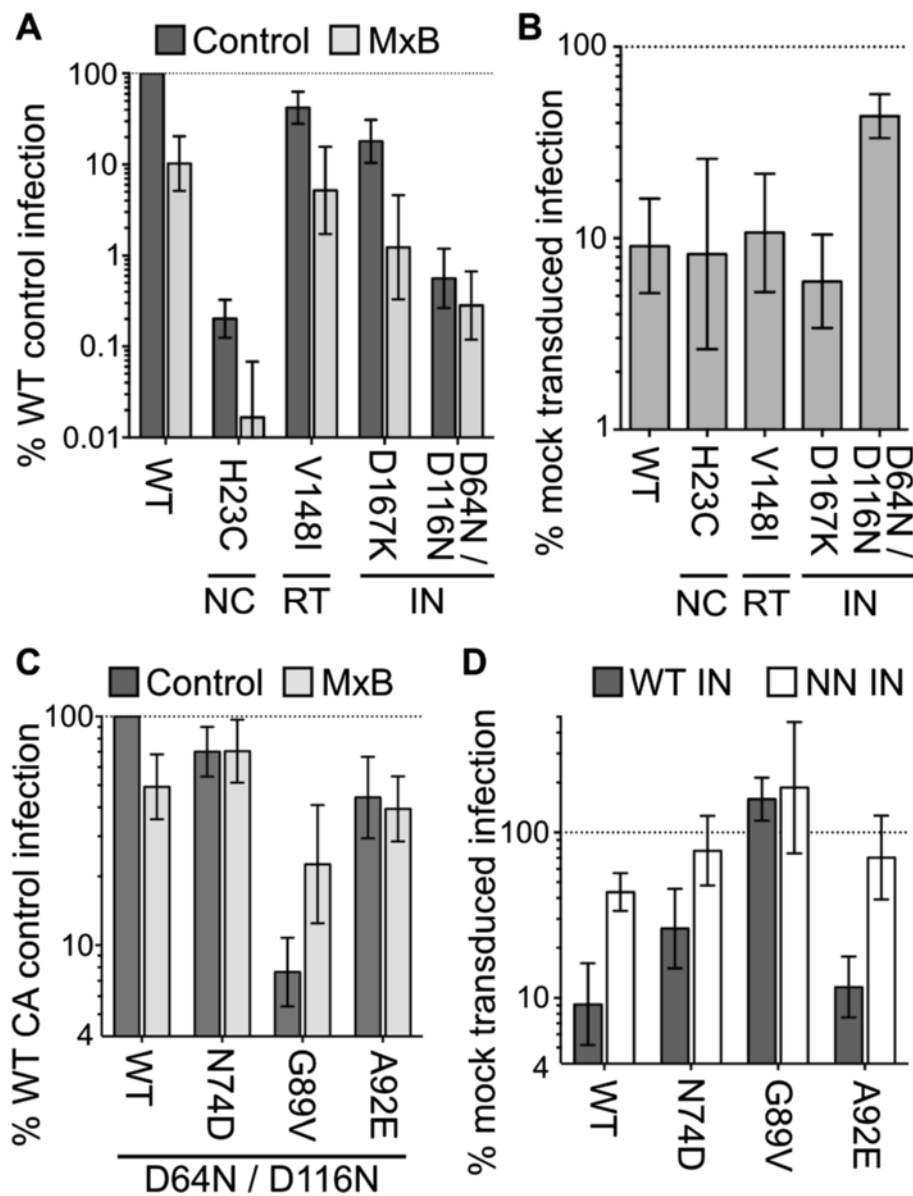 A
Control MxB
% WT control infection
100
10
1
0.1
0.01
WT
H23C
V148I
D167K
D116N
D64N /
NC
RT
IN
B
% mock transduced infection
100
10
1
WT
H23C
V148I
D167K
D116N
D64N /
NC
RT
IN
C
Control MxB
% WT CA control infection
100
10
4
WT
N74D
G89V
A92E
D64N / D116N
D
WT IN NN IN
% mock transduced infection
100
10
4
WT
N74D
G89V
A92E